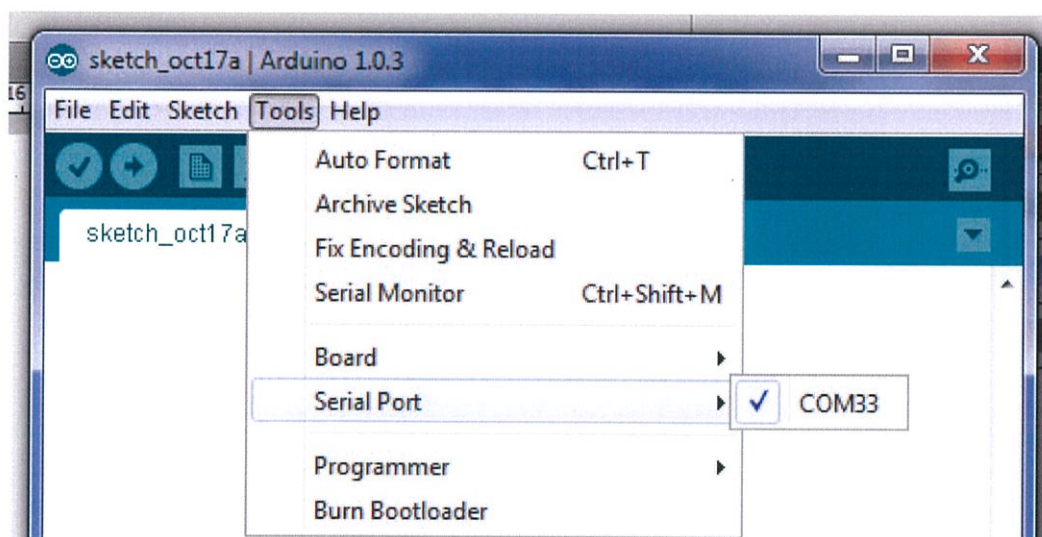 sketch_oct17a | Arduino 1.0.3
16
File Edit Sketch Tools Help
Auto Format Ctrl+T
Archive Sketch
sketch_oct17a
Fix Encoding & Reload
Serial Monitor Ctrl+Shift+M
Board
Serial Port
COM33
Programmer
Burn Bootloader